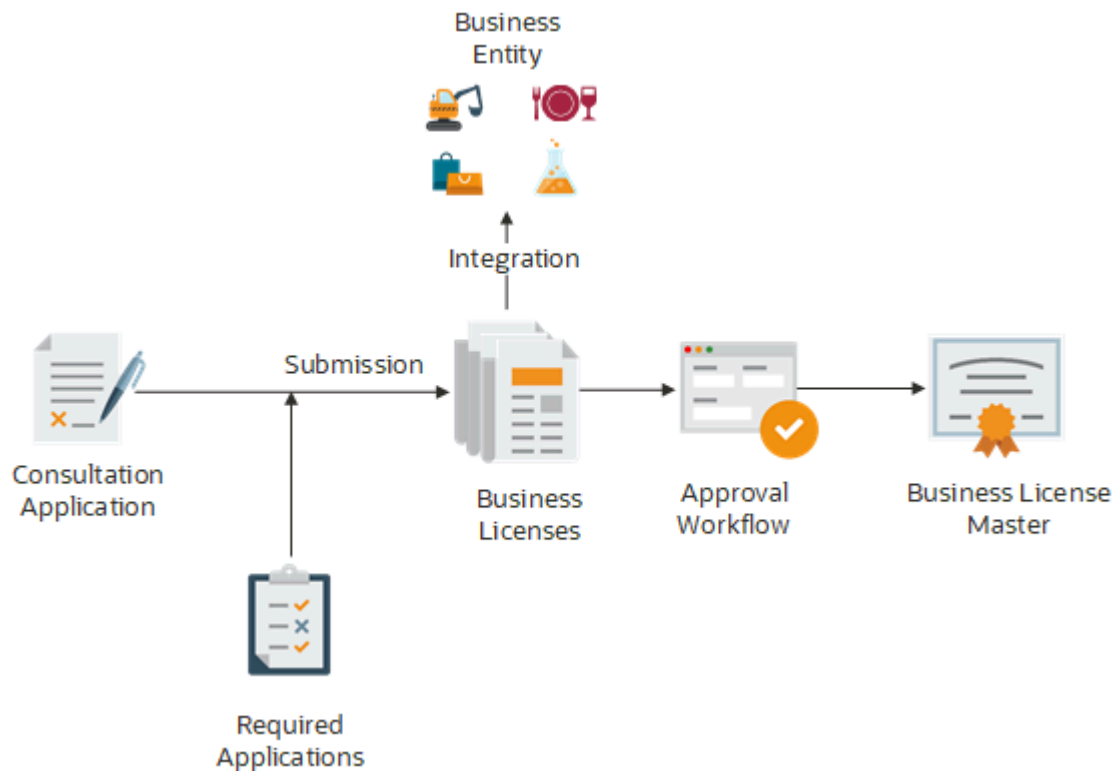 Business
Entity
Integration
Submission
Consultation
Application
Business
Licenses
Approval
Workflow
Business License
Master
Required
Applications